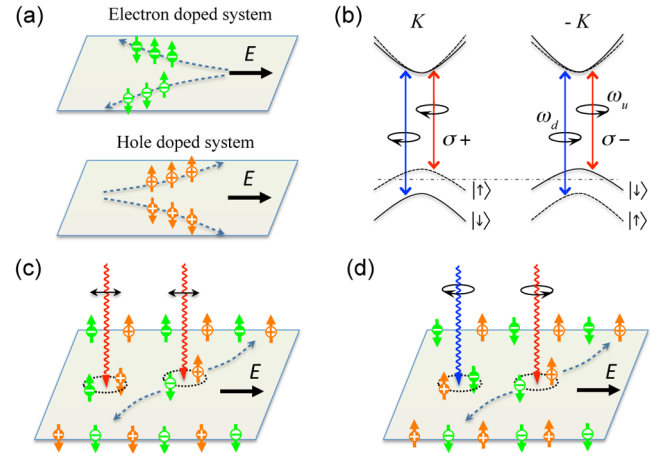 (a)
Electron doped system
E
Hole doped system
E
(b)
K
- K
ω_d
σ+
ω_u
σ−
|↑⟩
|↓⟩
|↓⟩
|↑⟩
(c)
E
(d)
E